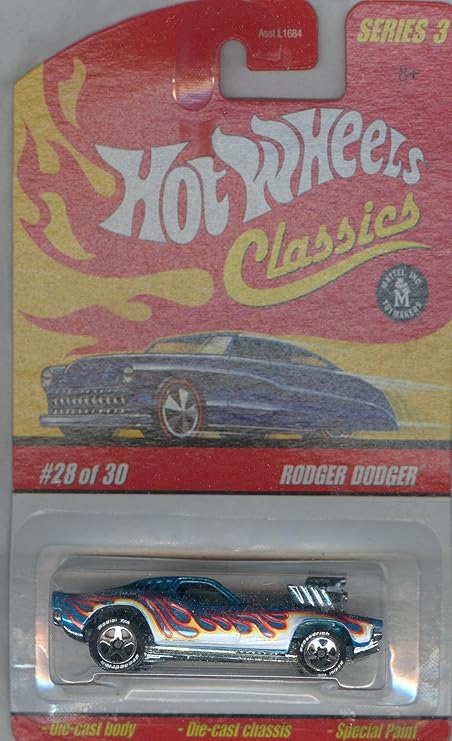 Asst L1684
SERIES 3
8+
Hot Wheels
Classics
MATTEL, INC.
M
TOYMAKERS
#28 of 30
RODGER DODGER
Goodrich
-Die-cast body - Die-cast chassis - Special Paint